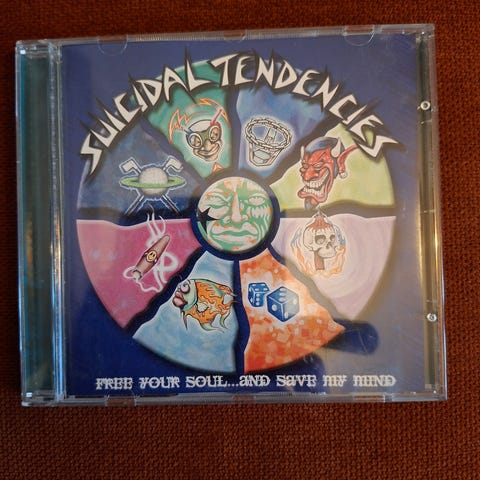 SUICIDAL TENDENCIES
FREE YOUR SOUL...AND SAVE MY MIND